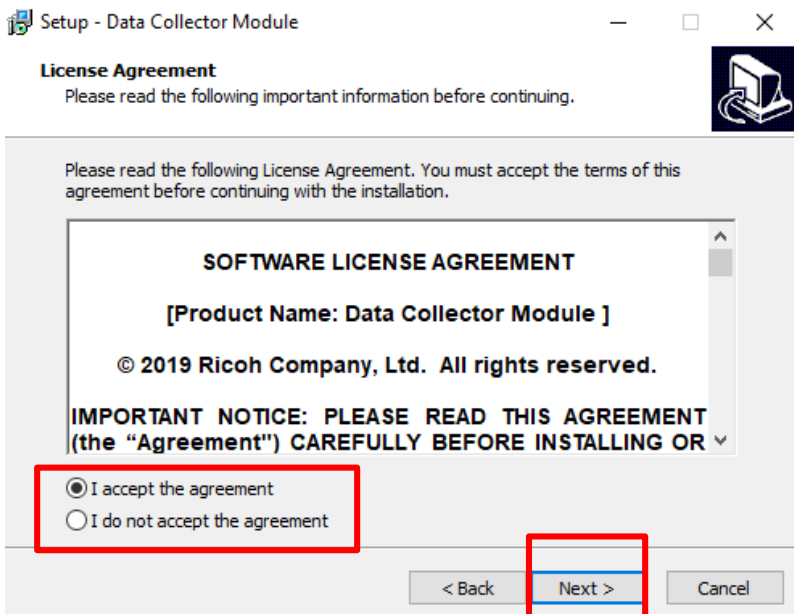 Setup - Data Collector Module
License Agreement
Please read the following important information before continuing.
Please read the following License Agreement. You must accept the terms of this
agreement before continuing with the installation.
SOFTWARE LICENSE AGREEMENT
[Product Name: Data Collector Module ]
© 2019 Ricoh Company, Ltd. All rights reserved.
IMPORTANT NOTICE: PLEASE READ THIS AGREEMENT
(the “Agreement") CAREFULLY BEFORE INSTALLING OR
I accept the agreement
I do not accept the agreement
< Back Next > Cancel